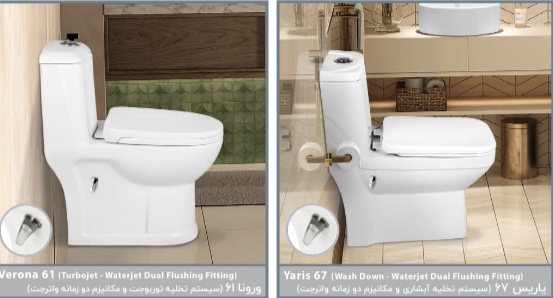 Verona 61 (Turbojet - Waterjet Dual Flushing Fitting)
ورونا ۶۱ (سیستم تخلیه توربوجت و مکانیزم دو زمانه واترجت)
Yaris 67 (Wash Down - Waterjet Dual Flushing Fitting)
یاریس ۶۷ (سیستم تخلیه آبشاری و مکانیزم دو زمانه واترجت)